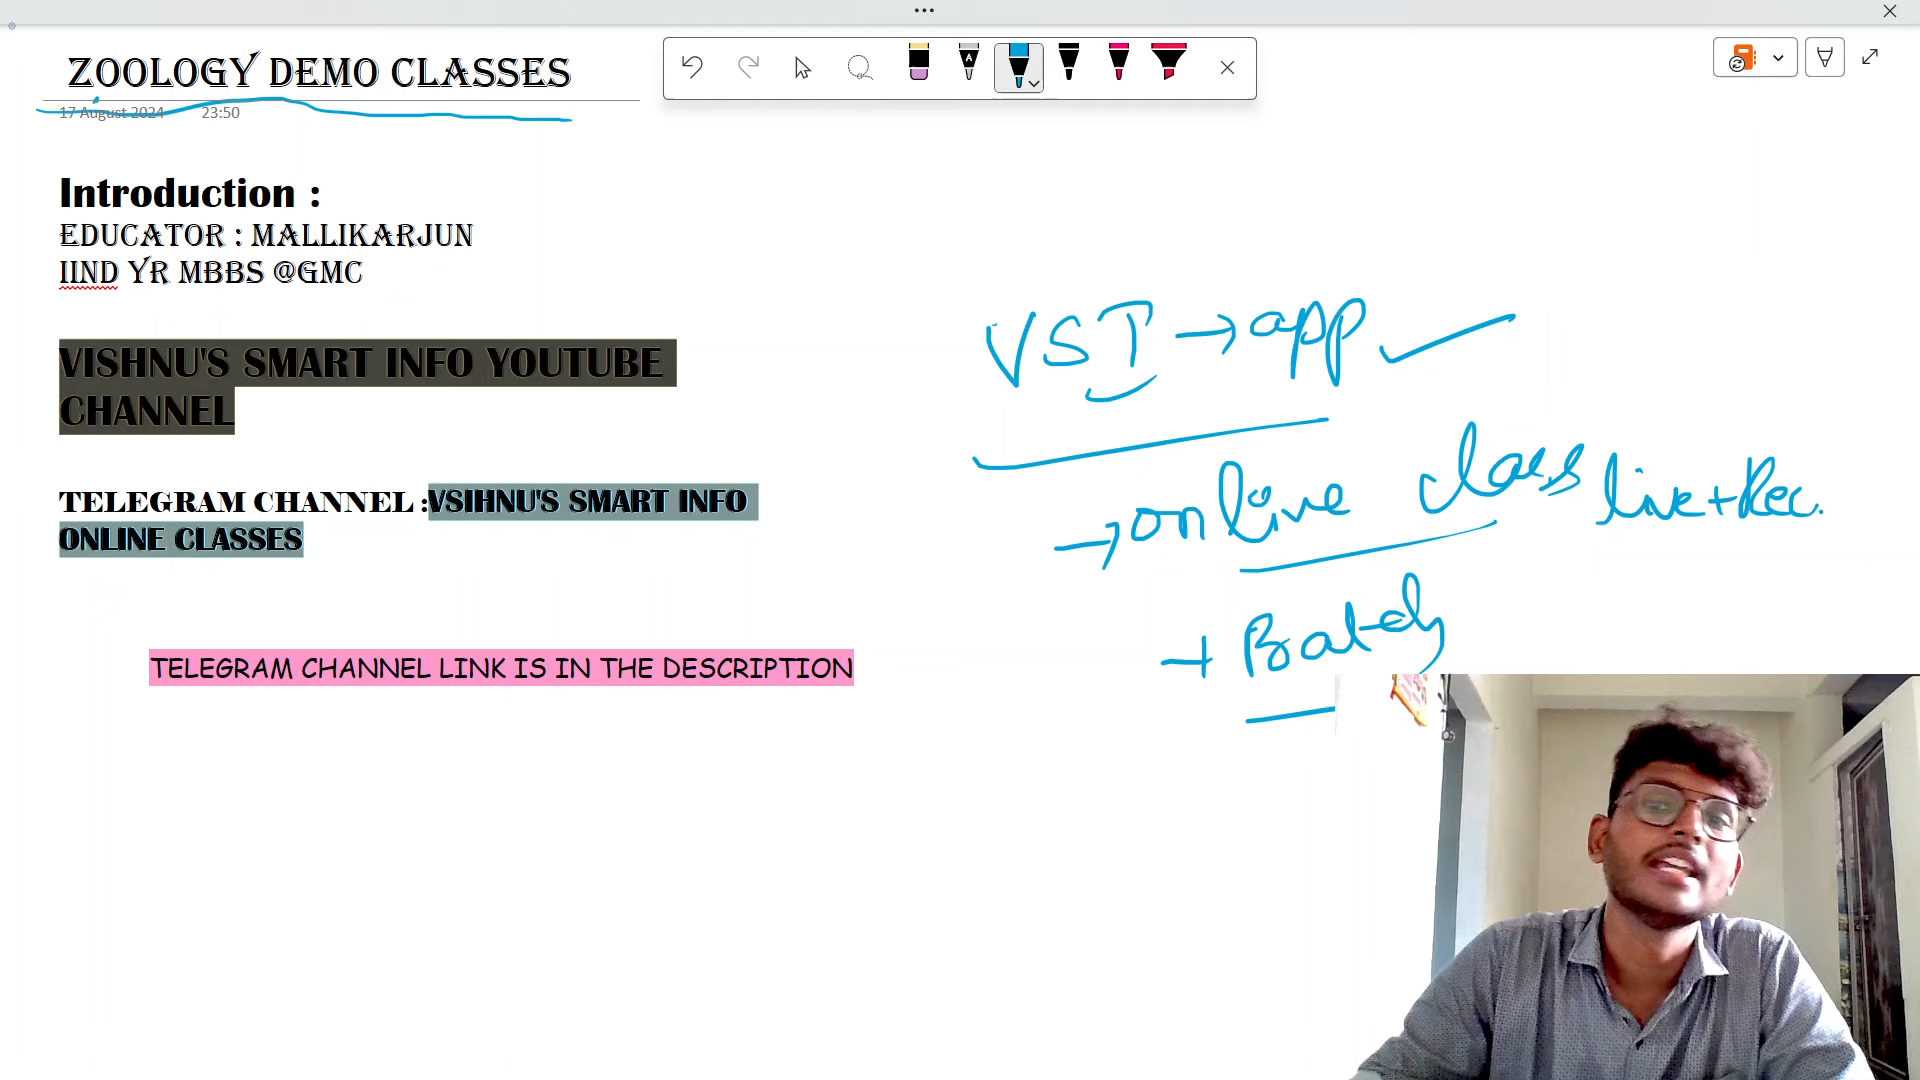 ZOOLOGY DEMO CLASSES
17 August 2024 23:50
Introduction :
EDUCATOR : MALLIKARJUN
IIND YR MBBS @GMC
VISHNU'S SMART INFO YOUTUBE
CHANNEL
TELEGRAM CHANNEL :VSIHNU'S SMART INFO
ONLINE CLASSES
TELEGRAM CHANNEL LINK IS IN THE DESCRIPTION
VST → app ✓
→ online class live+Rec.
+ Batch